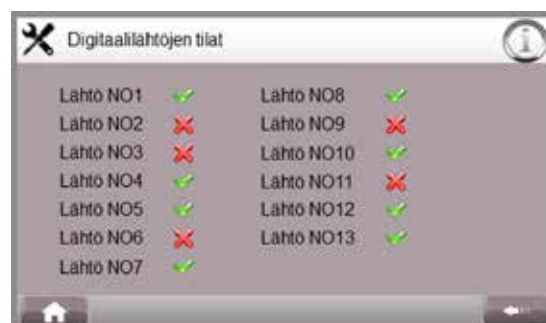 Digitaalilähtöjen tilat
Lähtö NO1
Lähtö NO2
Lähtö NO3
Lähtö NO4
Lähtö NO5
Lähtö NO6
Lähtö NO7
Lähtö NO8
Lähtö NO9
Lähtö NO10
Lähtö NO11
Lähtö NO12
Lähtö NO13